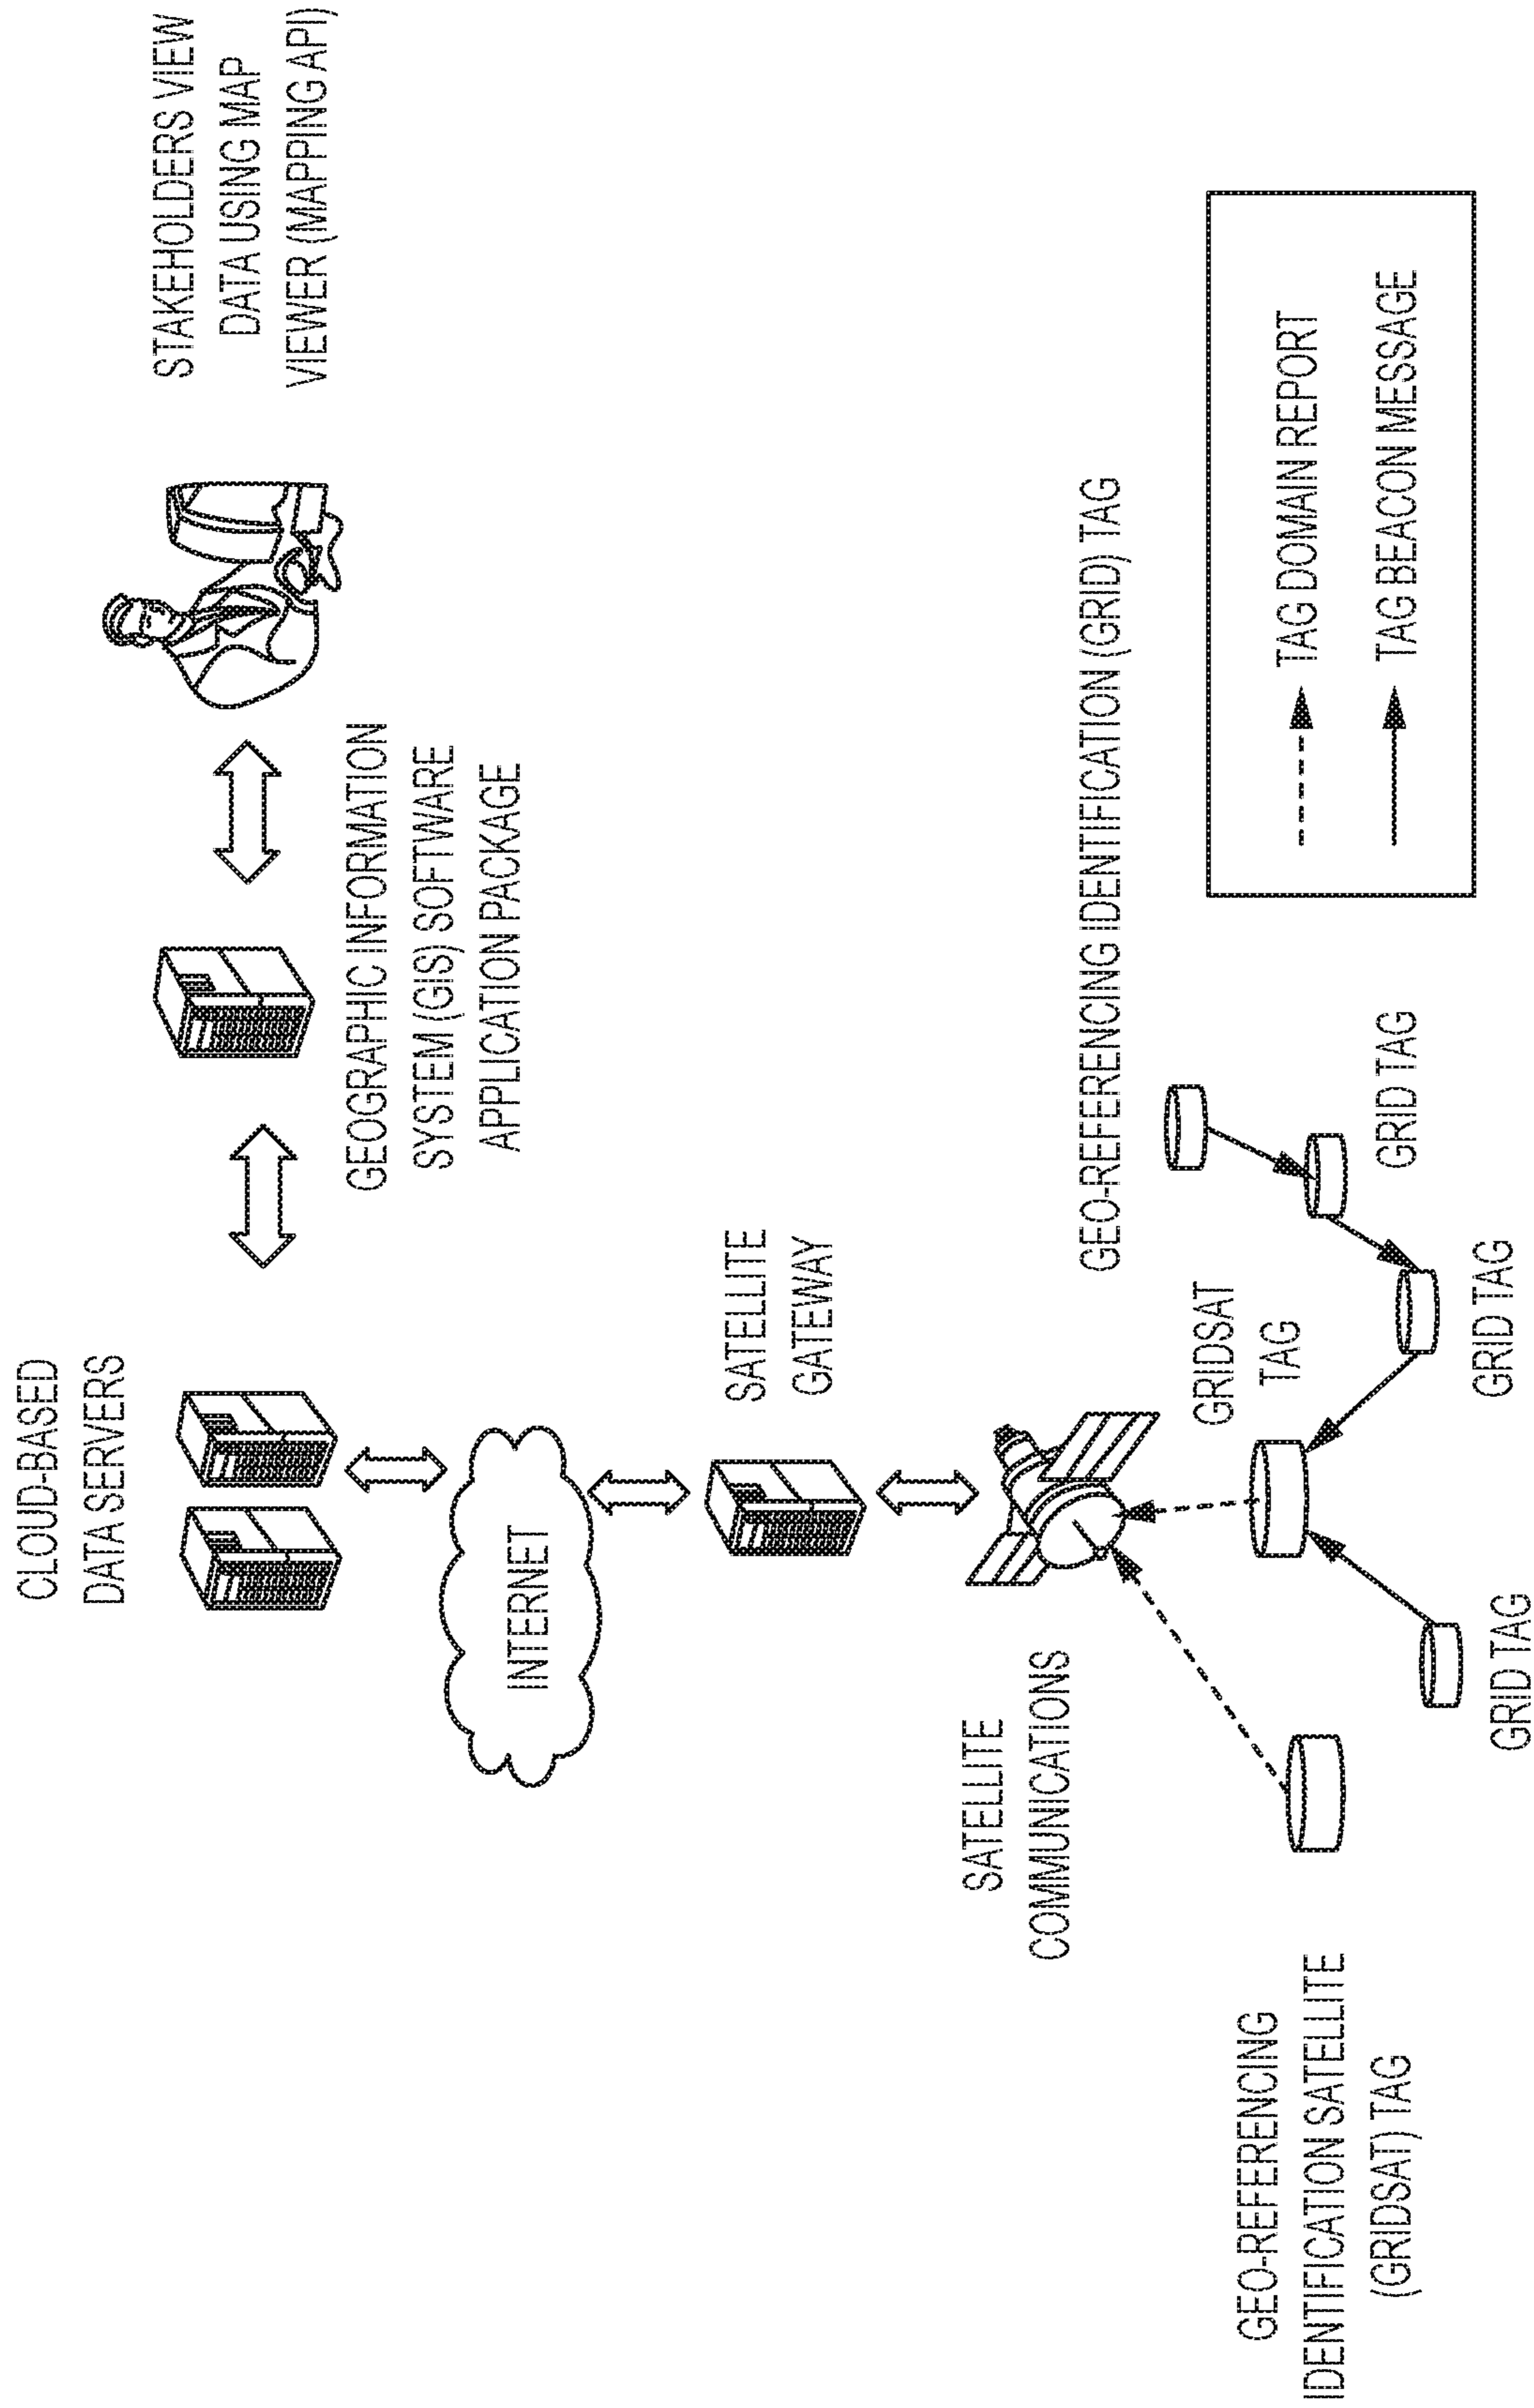 CLOUD-BASED
DATA SERVERS
STAKEHOLDERS VIEW
DATA USING MAP
VIEWER (MAPPING API)
GEOGRAPHIC INFORMATION
SYSTEM (GIS) SOFTWARE
APPLICATION PACKAGE
INTERNET
SATELLITE
GATEWAY
SATELLITE
COMMUNICATIONS
GEO-REFERENCING IDENTIFICATION (GRID) TAG
GRIDSAT
TAG
GEO-REFERENCING
IDENTIFICATION SATELLITE
(GRIDSAT) TAG
GRID TAG
GRID TAG
GRID TAG
TAG DOMAIN REPORT
TAG BEACON MESSAGE